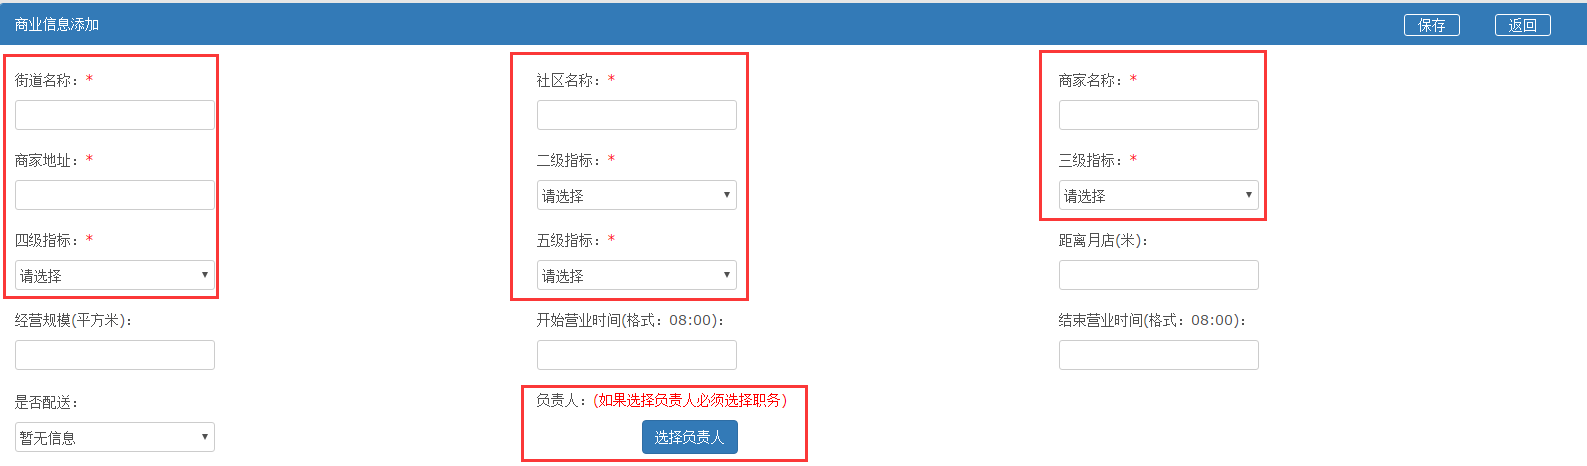 商业信息添加 保存 返回
街道名称：* 社区名称：* 商家名称：*
商家地址：* 二级指标：* 三级指标：*
请选择 请选择
四级指标：* 五级指标：* 距离月店(米)：
请选择 请选择
经营规模(平方米)： 开始营业时间(格式：08:00)： 结束营业时间(格式：08:00)：
是否配送： 负责人：(如果选择负责人必须选择职务)
暂无信息 选择负责人